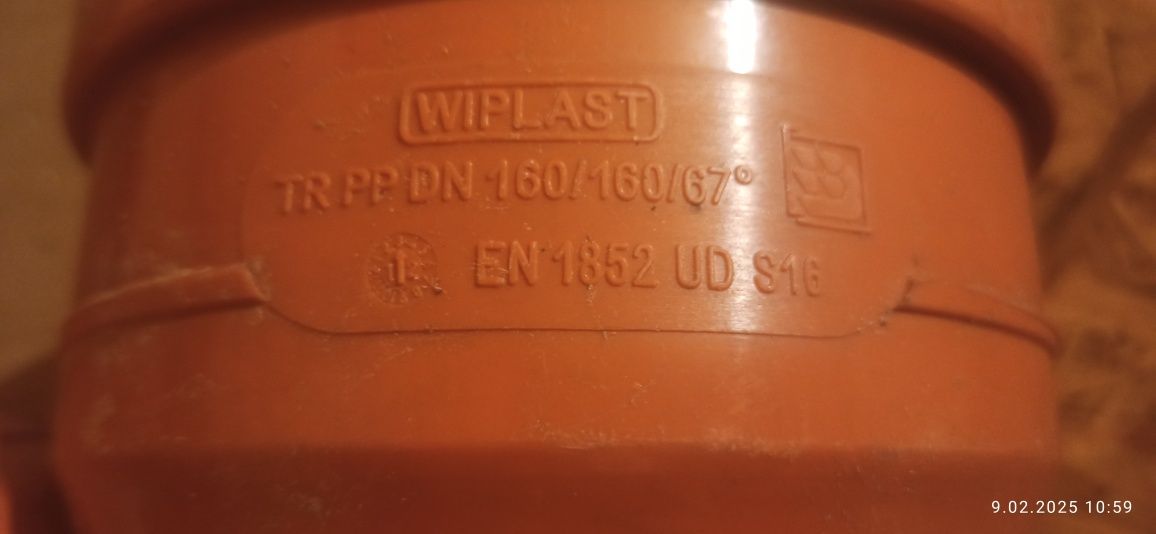 WIPLAST
TR PP DN 160/160/67°
EN 1852 UD S16
9.02.2025 10:59